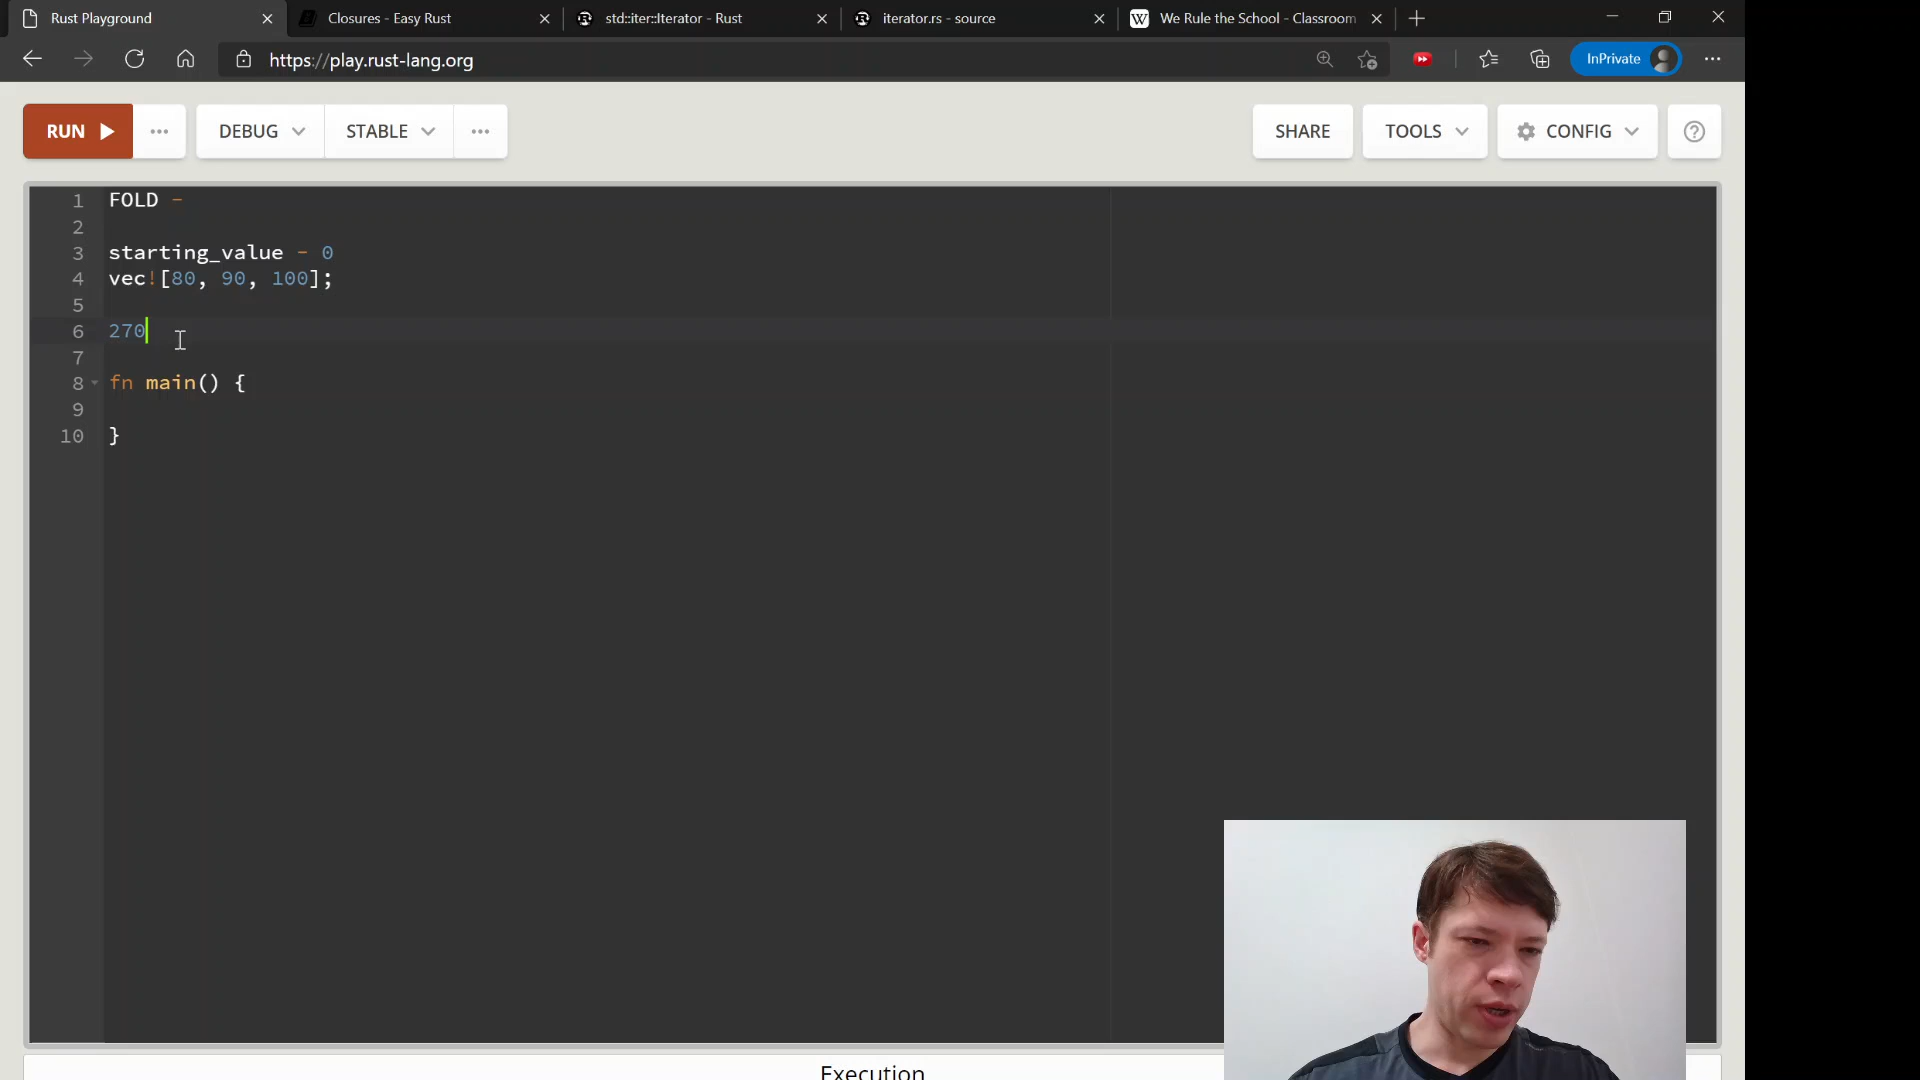 Rust Playground
Closures - Easy Rust
std::iter::Iterator - Rust
iterator.rs - source
W We Rule the School - Classroom
https://play.rust-lang.org
InPrivate
RUN
DEBUG
STABLE
SHARE
TOOLS
CONFIG
1 FOLD -
2
3 starting_value - 0
4 vec![80, 90, 100];
5
6 270
7
8 fn main() {
9
10 }
Execution